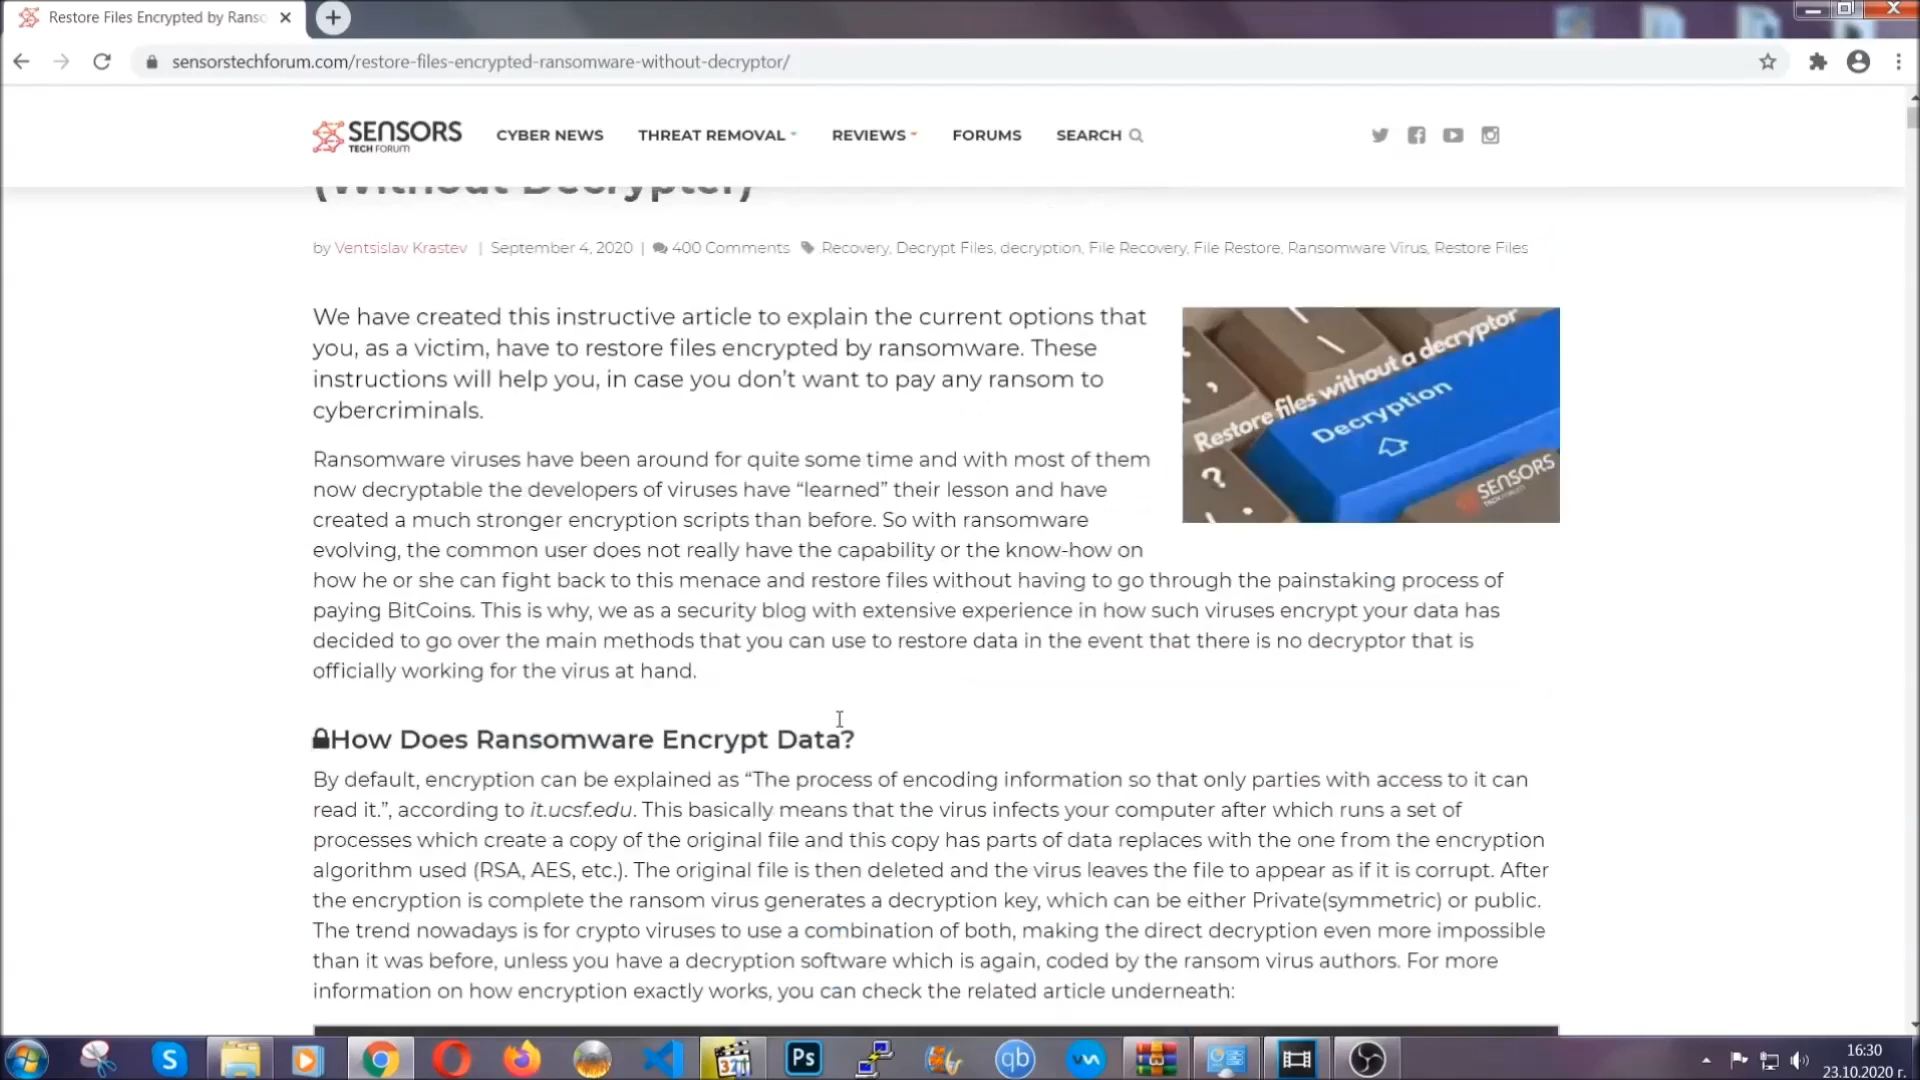 Restore Files Encrypted by Ranso
sensorstechforum.com/restore-files-encrypted-ransomware-without-decryptor/
SENSORS
TECH FORUM
CYBER NEWS THREAT REMOVAL REVIEWS FORUMS SEARCH
(Without Decrypter)
by Ventsislav Krastev | September 4, 2020 | 400 Comments Recovery, Decrypt Files, decryption, File Recovery, File Restore, Ransomware Virus, Restore Files
We have created this instructive article to explain the current options that
you, as a victim, have to restore files encrypted by ransomware. These
instructions will help you, in case you don't want to pay any ransom to
cybercriminals.
Restore files without a decryptor
Decryption
SENSORS
Ransomware viruses have been around for quite some time and with most of them
now decryptable the developers of viruses have “learned” their lesson and have
created a much stronger encryption scripts than before. So with ransomware
evolving, the common user does not really have the capability or the know-how on
how he or she can fight back to this menace and restore files without having to go through the painstaking process of
paying BitCoins. This is why, we as a security blog with extensive experience in how such viruses encrypt your data has
decided to go over the main methods that you can use to restore data in the event that there is no decryptor that is
officially working for the virus at hand.
How Does Ransomware Encrypt Data?
By default, encryption can be explained as “The process of encoding information so that only parties with access to it can
read it.”, according to it.ucsf.edu. This basically means that the virus infects your computer after which runs a set of
processes which create a copy of the original file and this copy has parts of data replaces with the one from the encryption
algorithm used (RSA, AES, etc.). The original file is then deleted and the virus leaves the file to appear as if it is corrupt. After
the encryption is complete the ransom virus generates a decryption key, which can be either Private(symmetric) or public.
The trend nowadays is for crypto viruses to use a combination of both, making the direct decryption even more impossible
than it was before, unless you have a decryption software which is again, coded by the ransom virus authors. For more
information on how encryption exactly works, you can check the related article underneath:
Ps
qb
16:30
23.10.2020 г.